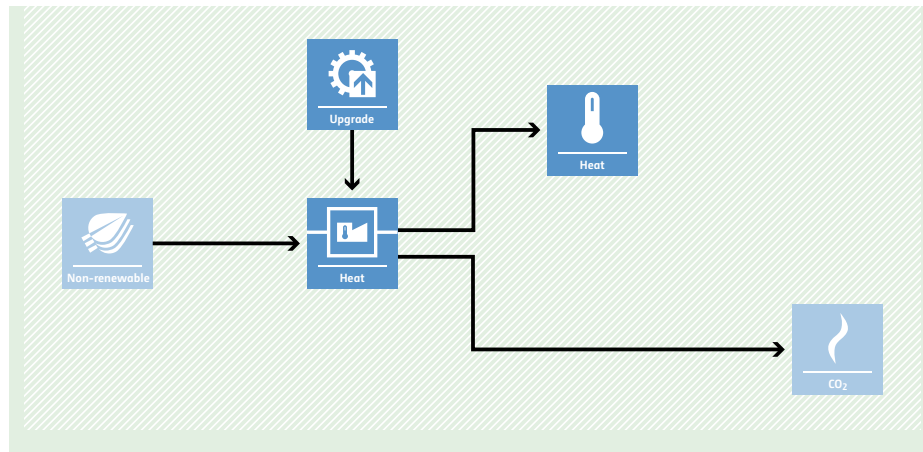 Upgrade
Heat
Non-renewable
Heat
CO₂